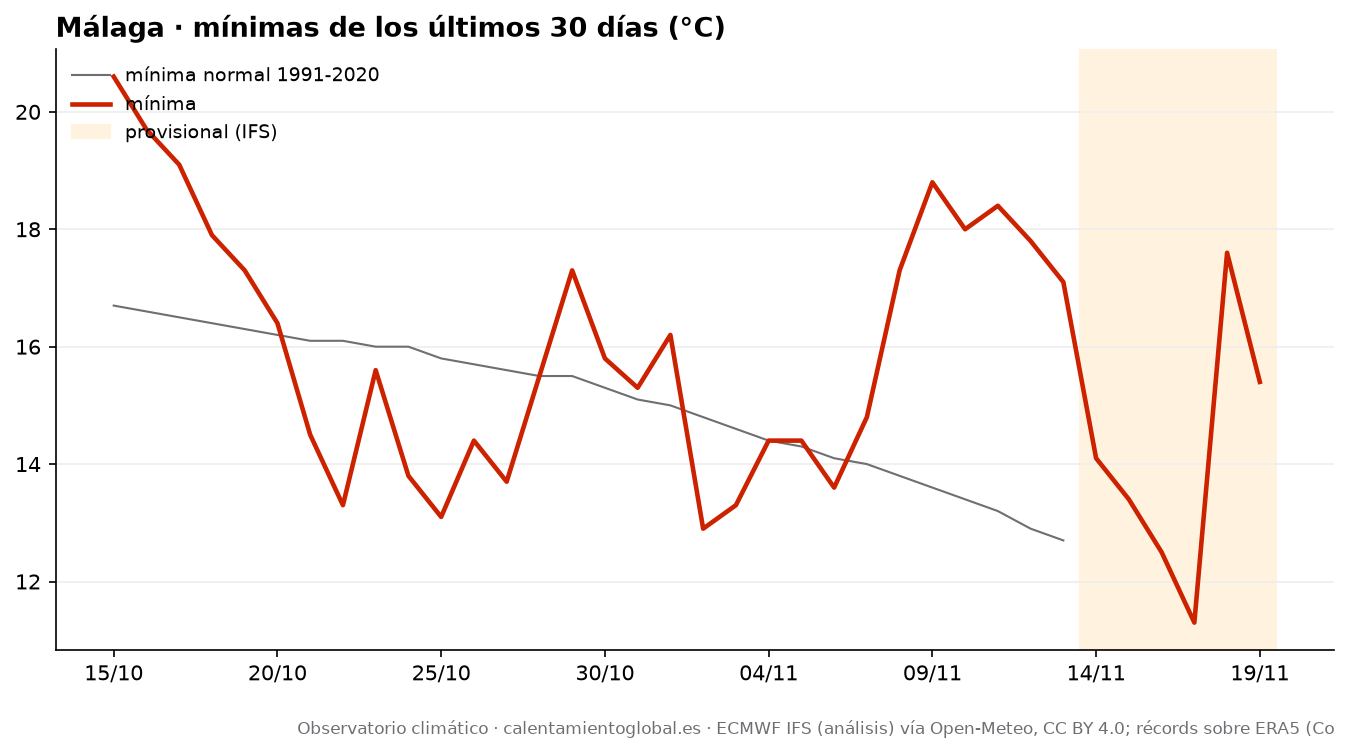 Málaga · mínimas de los últimos 30 días (°C)
mínima normal 1991-2020
mínima
provisional (IFS)
20
18
16
14
12
15/10 20/10 25/10 30/10 04/11 09/11 14/11 19/11
Observatorio climático · calentamientoglobal.es · ECMWF IFS (análisis) vía Open-Meteo, CC BY 4.0; récords sobre ERA5 (Co